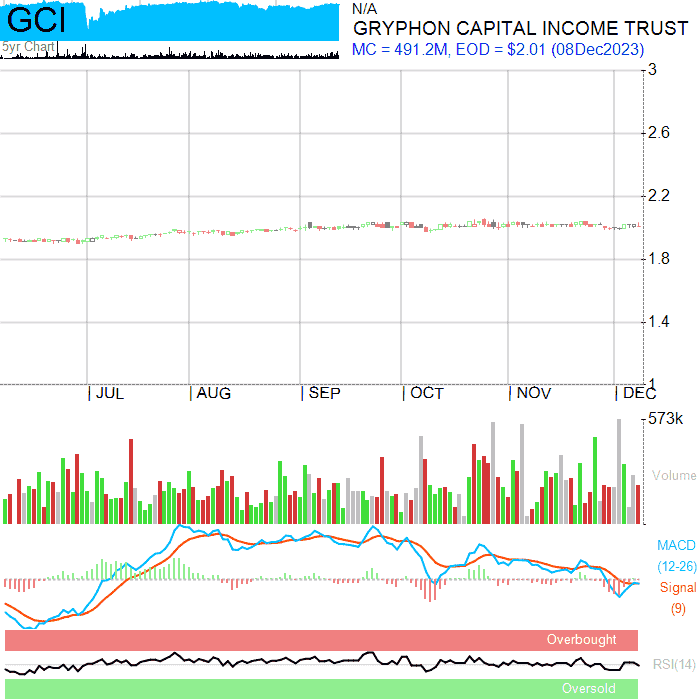 GCI
N/A
GRYPHON CAPITAL INCOME TRUST
5yr Chart
MC = 491.2M, EOD = $2.01 (08Dec2023)
3
2.6
2.2
1.8
1.4
1
JUL AUG SEP OCT NOV DEC
573k
Volume
MACD
(12-26)
Signal
(9)
Overbought
RSI(14)
Oversold